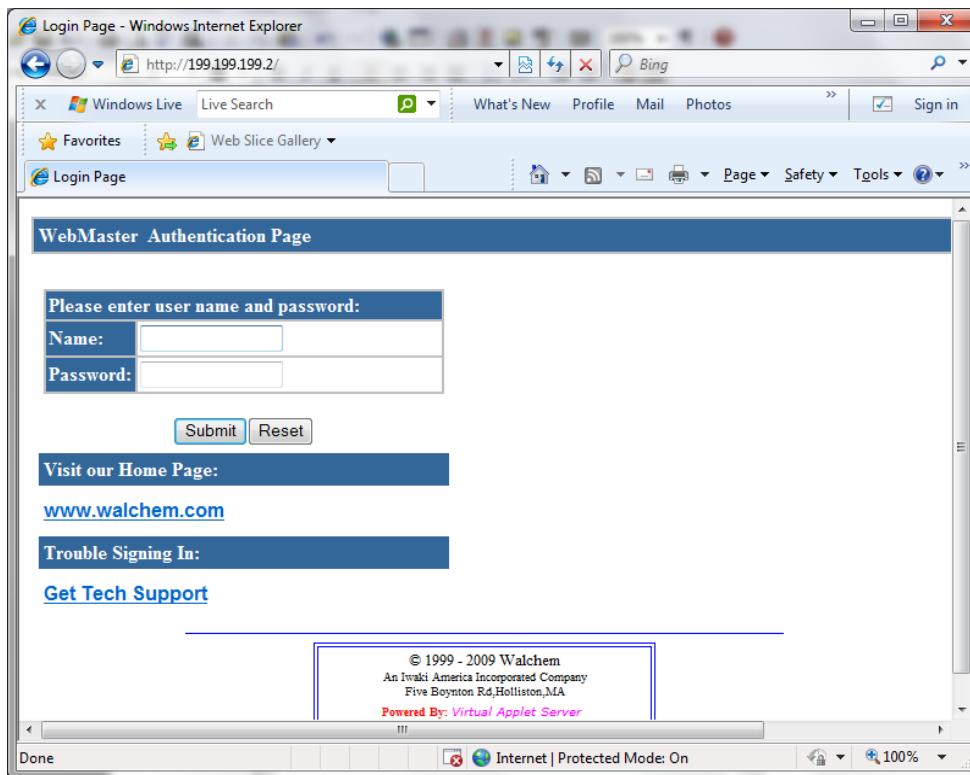 Login Page - Windows Internet Explorer
http://199.199.199.2/
Bing
x Windows Live Live Search What's New Profile Mail Photos >> Sign in
Favorites Web Slice Gallery
Login Page Page Safety Tools >>
WebMaster Authentication Page
Please enter user name and password:
Name:
Password:
Submit Reset
Visit our Home Page:
www.walchem.com
Trouble Signing In:
Get Tech Support
© 1999 - 2009 Walchem
An Iwaki America Incorporated Company
Five Boynton Rd,Holliston,MA
Powered By: Virtual Applet Server
Done Internet | Protected Mode: On 100%